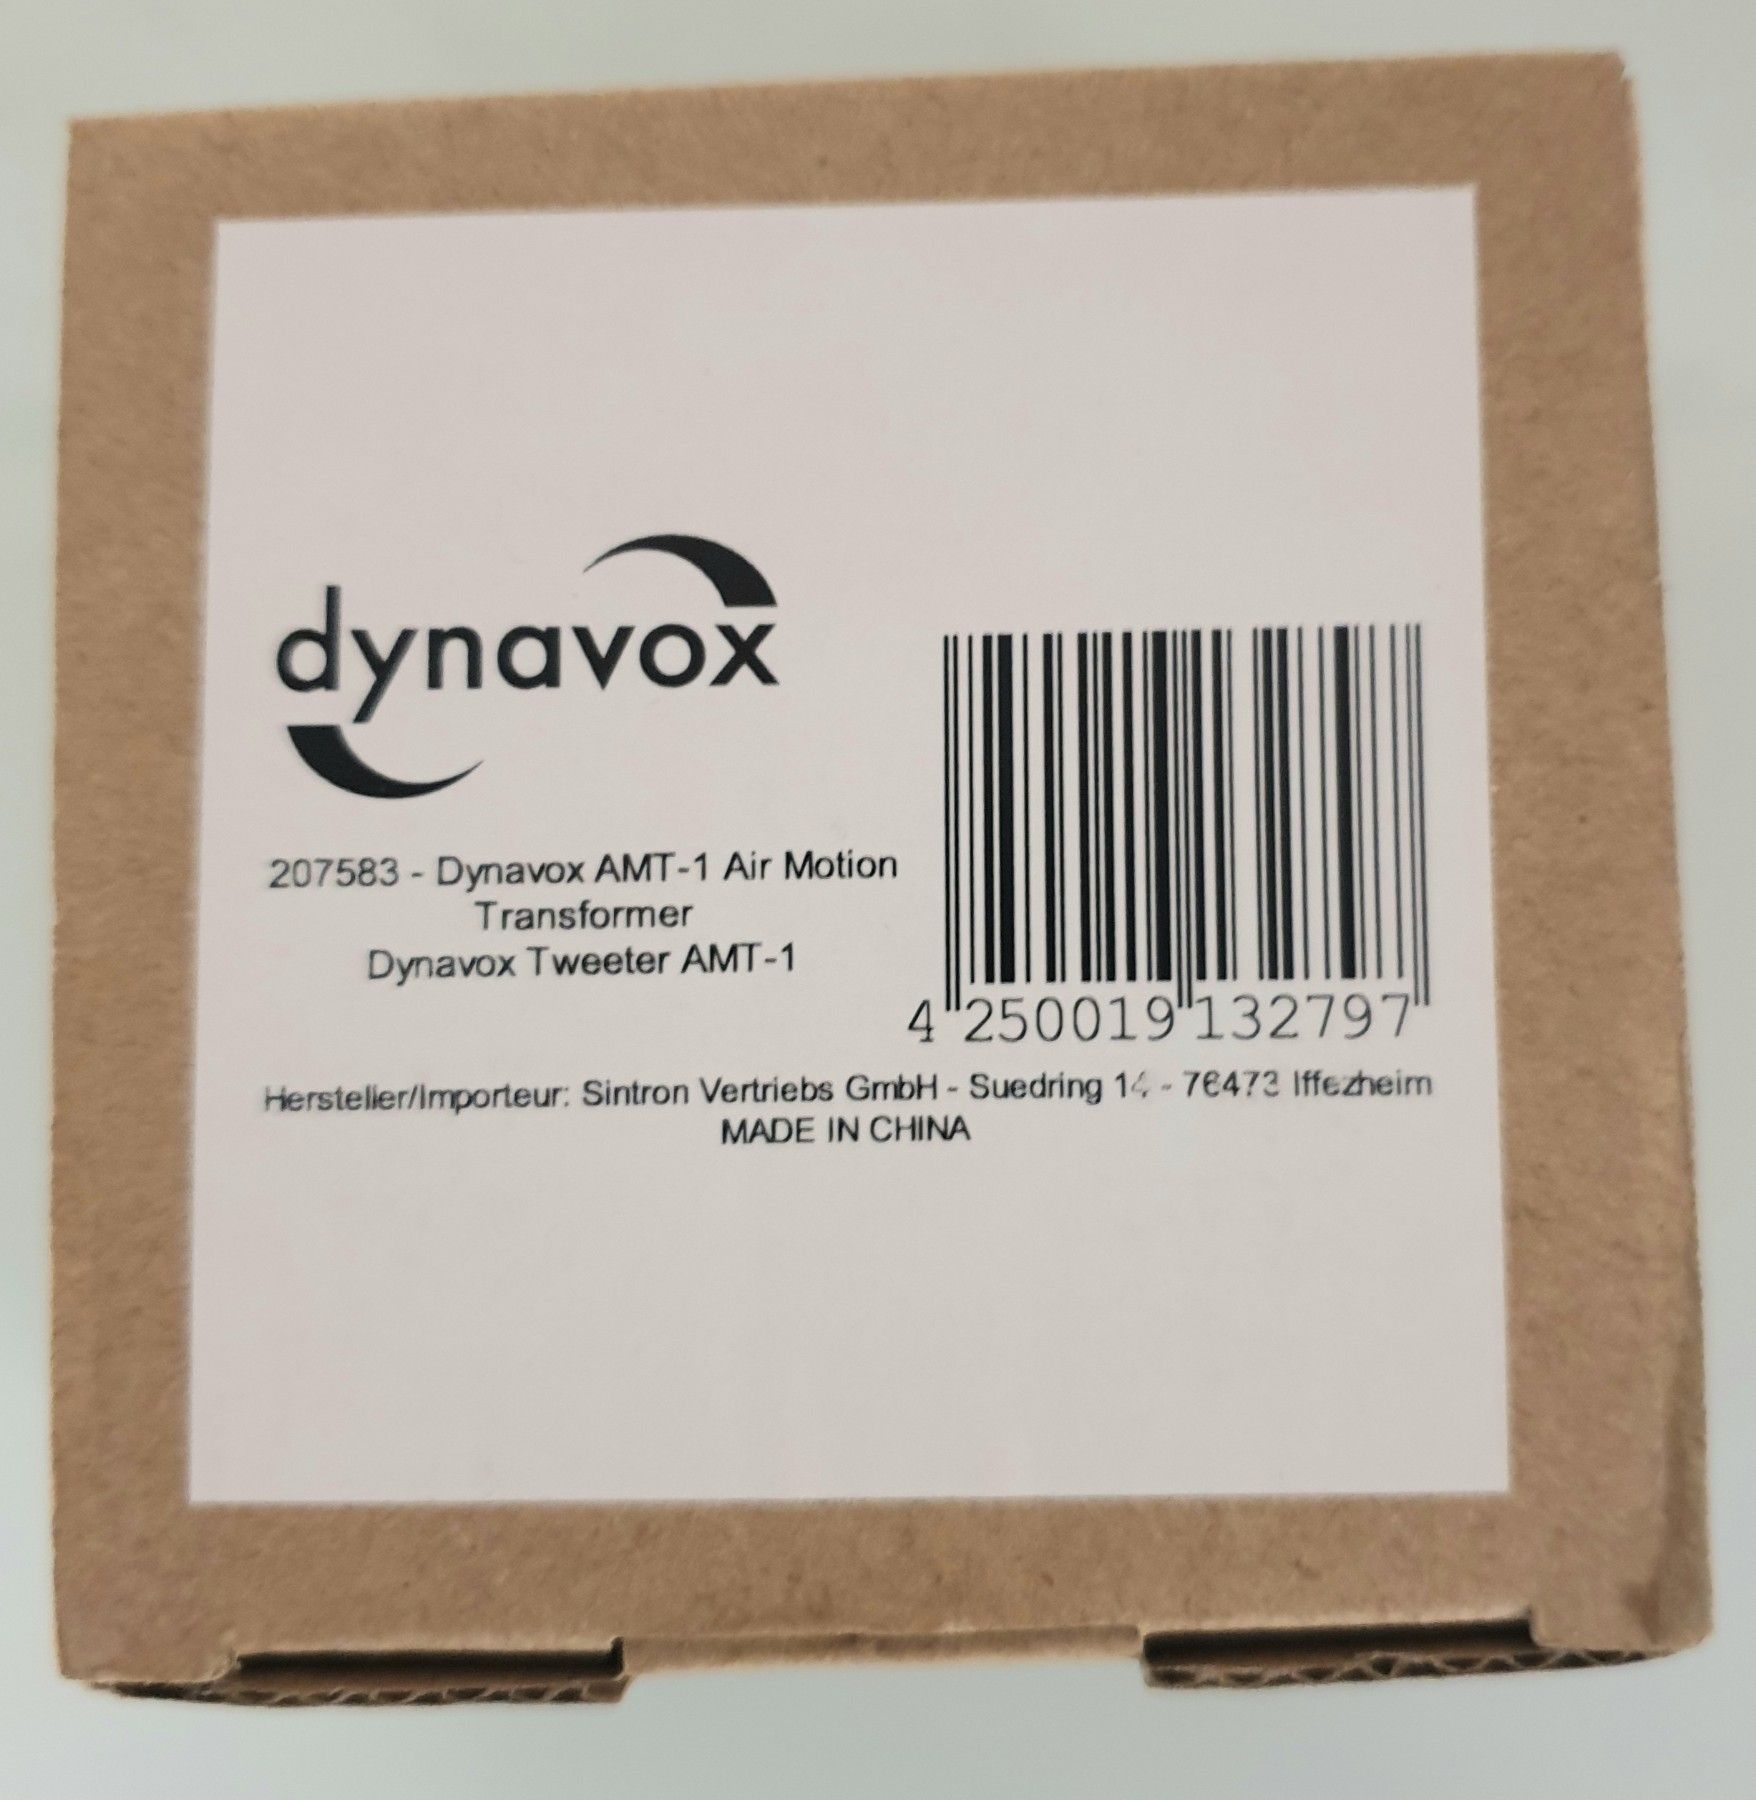 dynavox
207583 - Dynavox AMT-1 Air Motion
Transformer
Dynavox Tweeter AMT-1
4 250019 132797
Hersteller/Importeur: Sintron Vertriebs GmbH - Suedring 14 - 76473 Iffezheim
MADE IN CHINA